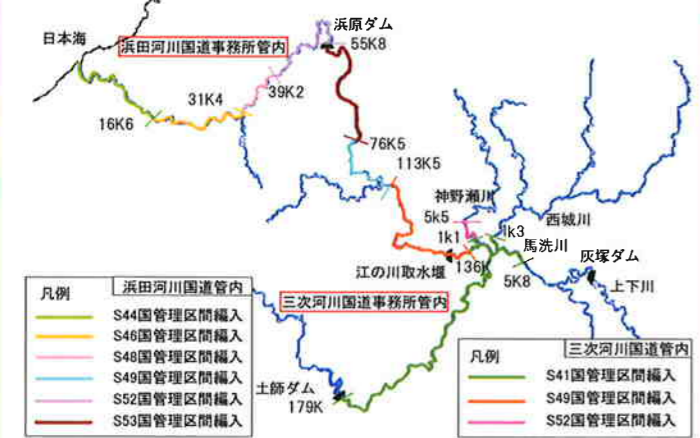 浜原ダム
日本海
浜田河川国道事務所管内
55K8
39K2
31K4
16K6
76K5
113K5
神野瀬川
5k5
西城川
1k3
1k1
馬洗川
灰塚ダム
江の川取水堰
136K
5K8
上下川
三次河川国道事務所管内
凡例
浜田河川国道管内
S44国管理区間編入
S46国管理区間編入
S48国管理区間編入
S49国管理区間編入
S52国管理区間編入
S53国管理区間編入
土師ダム
179K
凡例
三次河川国道管内
S41国管理区間編入
S49国管理区間編入
S52国管理区間編入